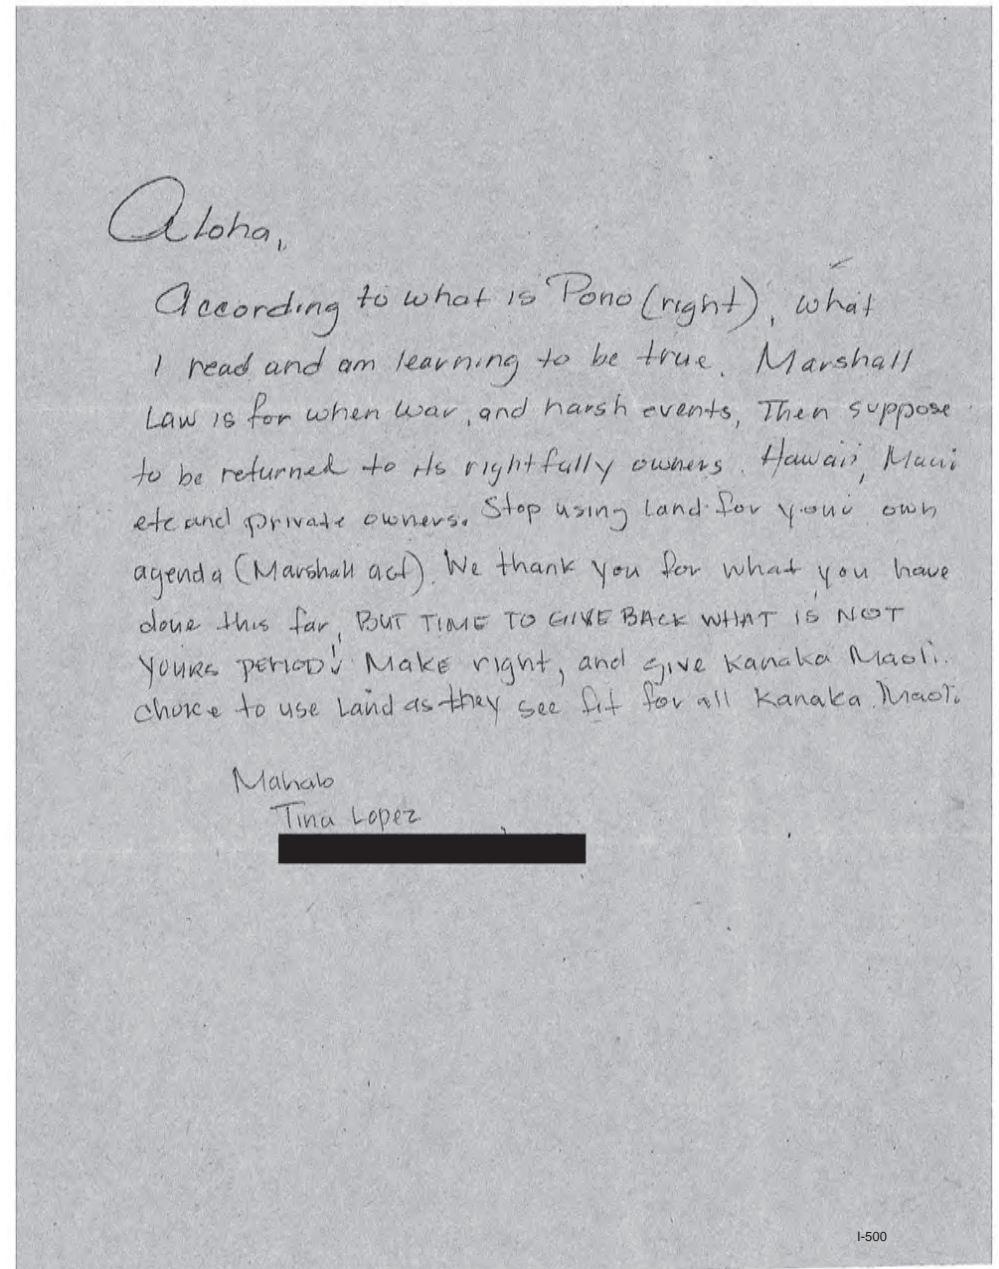 Aloha,
According to what is Pono (right), what
I read and am learning to be true. Marshall
Law is for when war, and harsh events, Then suppose
to be returned to its rightfully owners. Hawaii, Maui
etc and private owners. Stop using land for your own
agenda (Marshall act). We thank you for what you have
done this far, BUT TIME TO GIVE BACK WHAT IS NOT
YOURS PERIOD! Make right, and give Kanaka Maoli.
choice to use Land as they see fit for all Kanaka Maoli.
Mahalo
Tina Lopez
I-500